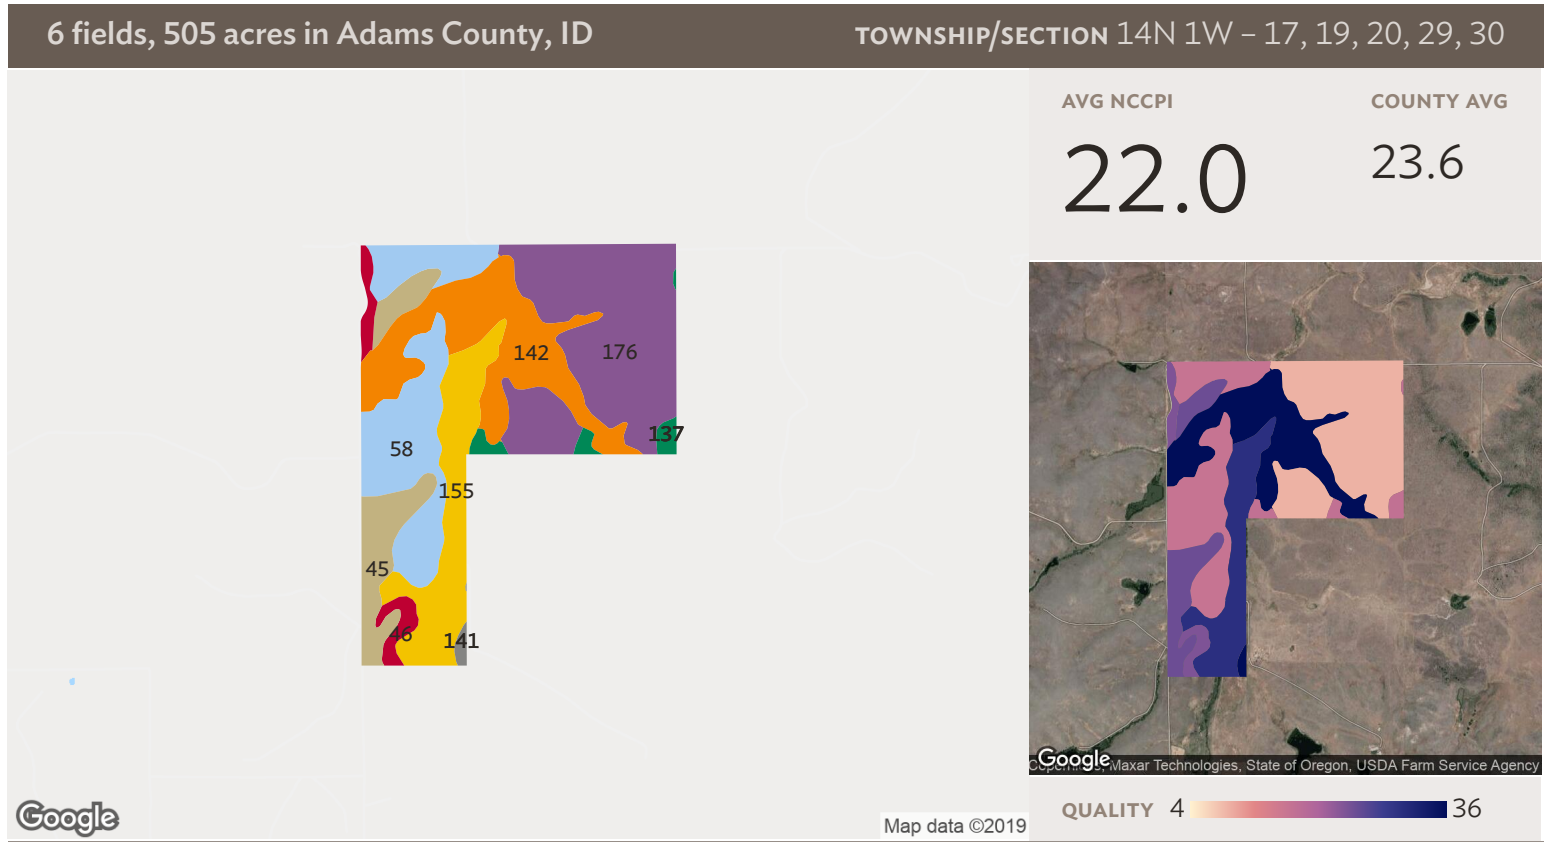 6 fields, 505 acres in Adams County, ID
TOWNSHIP/SECTION 14N 1W – 17, 19, 20, 29, 30
AVG NCCPI
COUNTY AVG
22.0
23.6
142
176
137
58
155
45
46
141
Google
Map data ©2019
Google
Copernicus, Maxar Technologies, State of Oregon, USDA Farm Service Agency
QUALITY 4 36